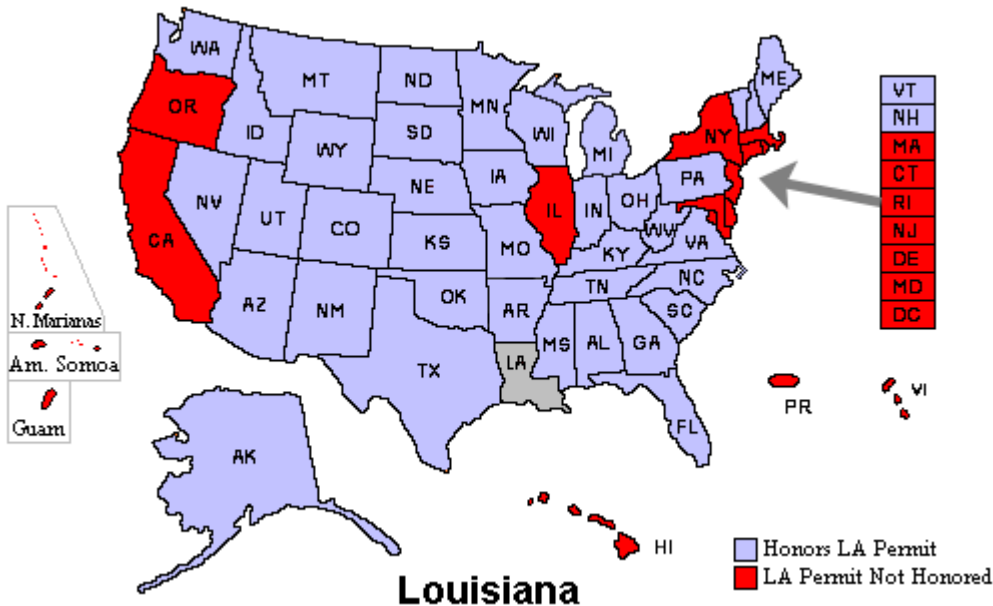 WA
MT
ND
MN
ME
OR
ID
SD
WI
MI
NY
WY
IA
NE
PA
NV
UT
CO
IL
IN
OH
WV
VA
CA
KS
MO
KY
NC
TN
AZ
NM
OK
AR
SC
MS
AL
GA
TX
LA
FL
AK
HI
VT
NH
MA
CT
RI
NJ
DE
MD
DC
N. Marianas
Am. Somoa
Guam
PR
VI
Honors LA Permit
LA Permit Not Honored
Louisiana